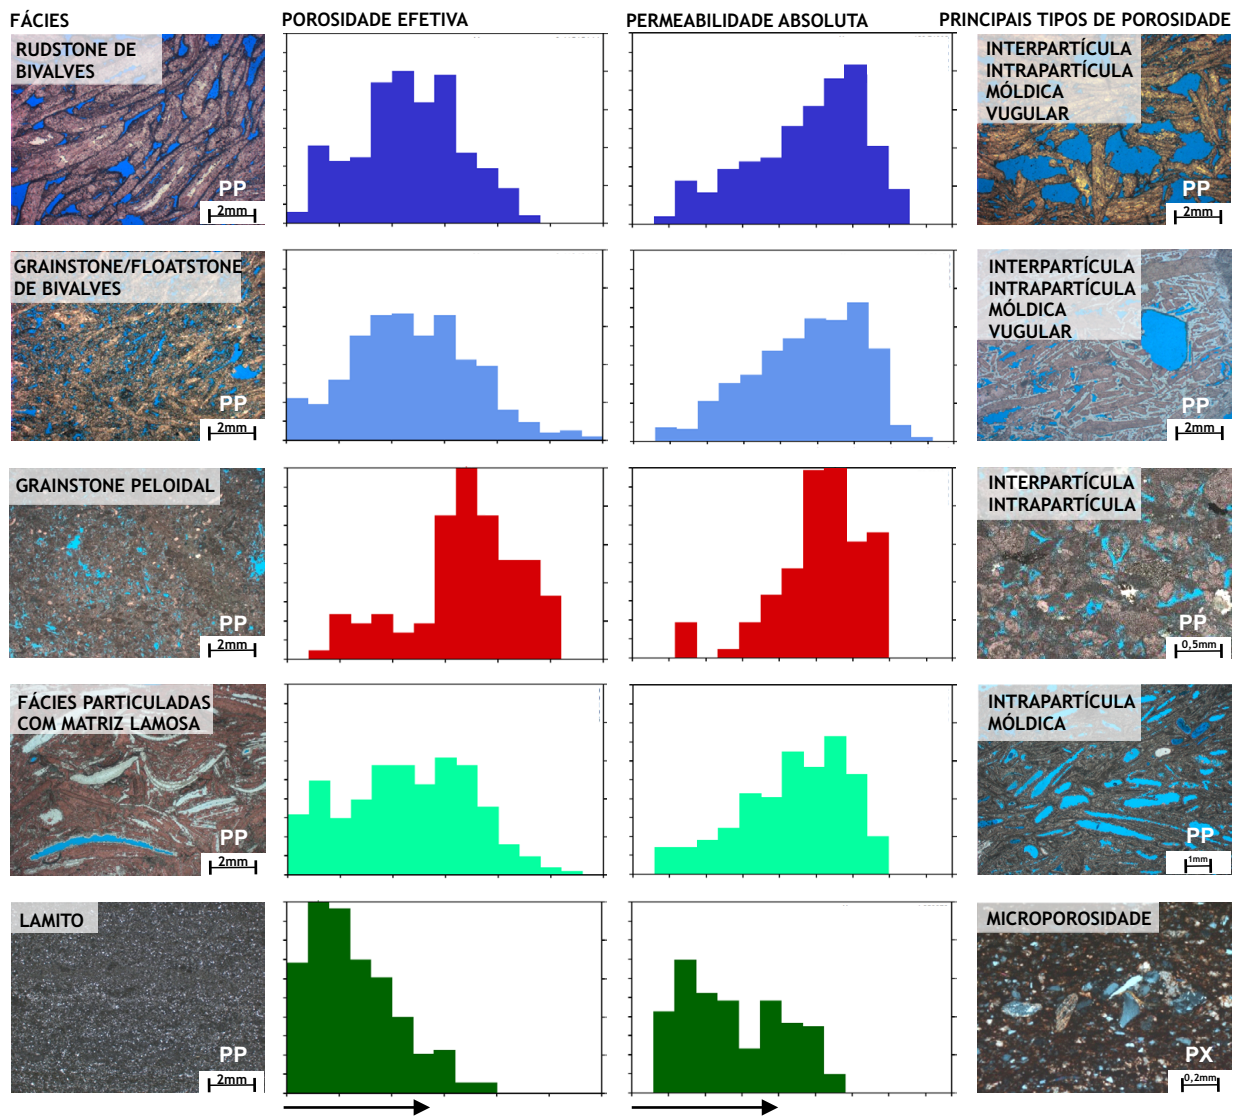 FÁCIES
POROSIDADE EFETIVA
PERMEABILIDADE ABSOLUTA
PRINCIPAIS TIPOS DE POROSIDADE
RUDSTONE DE
BIVALVES
PP
2mm
INTERPARTÍCULA
INTRAPARTÍCULA
MÓLDICA
VUGULAR
PP
2mm
GRAINSTONE/FLOATSTONE
DE BIVALVES
PP
2mm
INTERPARTÍCULA
INTRAPARTÍCULA
MÓLDICA
VUGULAR
PP
2mm
GRAINSTONE PELOIDAL
PP
2mm
INTERPARTÍCULA
INTRAPARTÍCULA
PP
0,5mm
FÁCIES PARTICULADAS
COM MATRIZ LAMOSA
PP
2mm
INTRAPARTÍCULA
MÓLDICA
PP
1mm
LAMITO
PP
2mm
MICROPOROSIDADE
PX
0,2mm